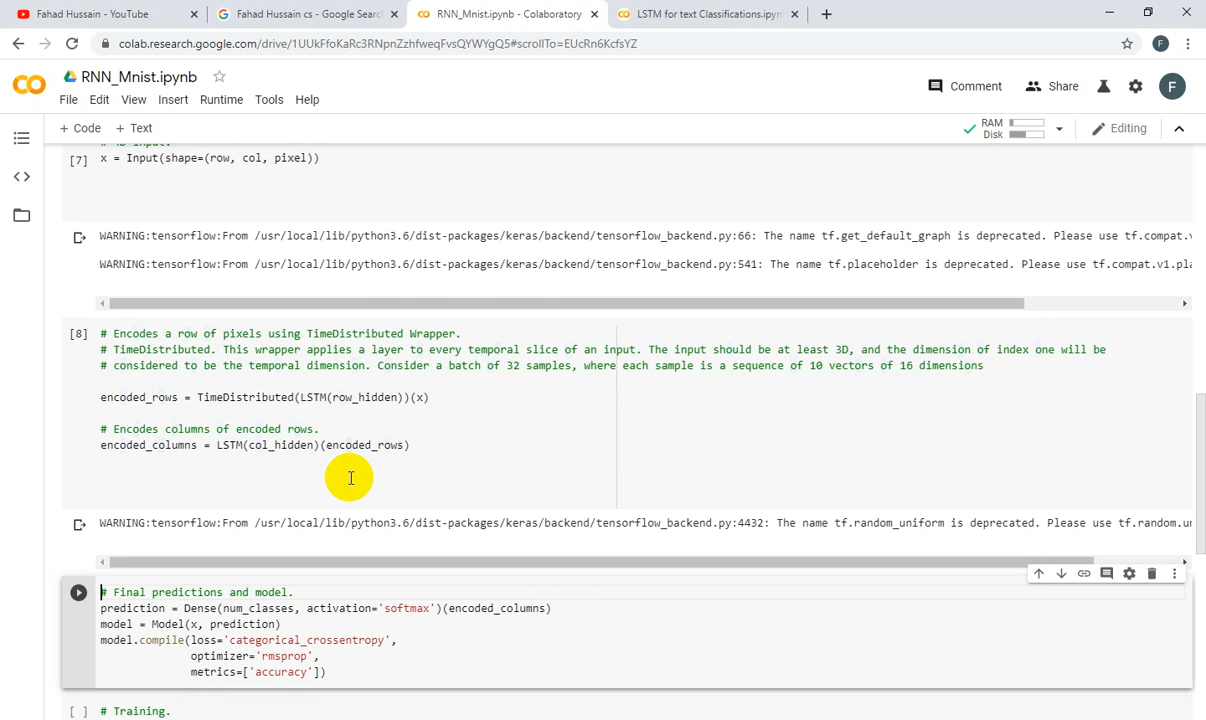 Fahad Hussain - YouTube
Fahad Hussain cs - Google Searc
RNN_Mnist.ipynb - Colaboratory
LSTM for text Classifications.ipyn
colab.research.google.com/drive/1UUkFfoKaRc3RNpnZzhfweqFvsQYWYgQ5#scrollTo=EUcRn6KcfsYZ
F
RNN_Mnist.ipynb
Comment
Share
F
File Edit View Insert Runtime Tools Help
+ Code + Text
RAM
Disk
Editing
# 4D input.
[7] x = Input(shape=(row, col, pixel))
WARNING:tensorflow:From /usr/local/lib/python3.6/dist-packages/keras/backend/tensorflow_backend.py:66: The name tf.get_default_graph is deprecated. Please use tf.compat.v
WARNING:tensorflow:From /usr/local/lib/python3.6/dist-packages/keras/backend/tensorflow_backend.py:541: The name tf.placeholder is deprecated. Please use tf.compat.v1.pla
[8] # Encodes a row of pixels using TimeDistributed Wrapper.
# TimeDistributed. This wrapper applies a layer to every temporal slice of an input. The input should be at least 3D, and the dimension of index one will be
# considered to be the temporal dimension. Consider a batch of 32 samples, where each sample is a sequence of 10 vectors of 16 dimensions
encoded_rows = TimeDistributed(LSTM(row_hidden))(x)
# Encodes columns of encoded rows.
encoded_columns = LSTM(col_hidden)(encoded_rows)
WARNING:tensorflow:From /usr/local/lib/python3.6/dist-packages/keras/backend/tensorflow_backend.py:4432: The name tf.random_uniform is deprecated. Please use tf.random.un
# Final predictions and model.
prediction = Dense(num_classes, activation='softmax')(encoded_columns)
model = Model(x, prediction)
model.compile(loss='categorical_crossentropy',
optimizer='rmsprop',
metrics=['accuracy'])
[ ] # Training.